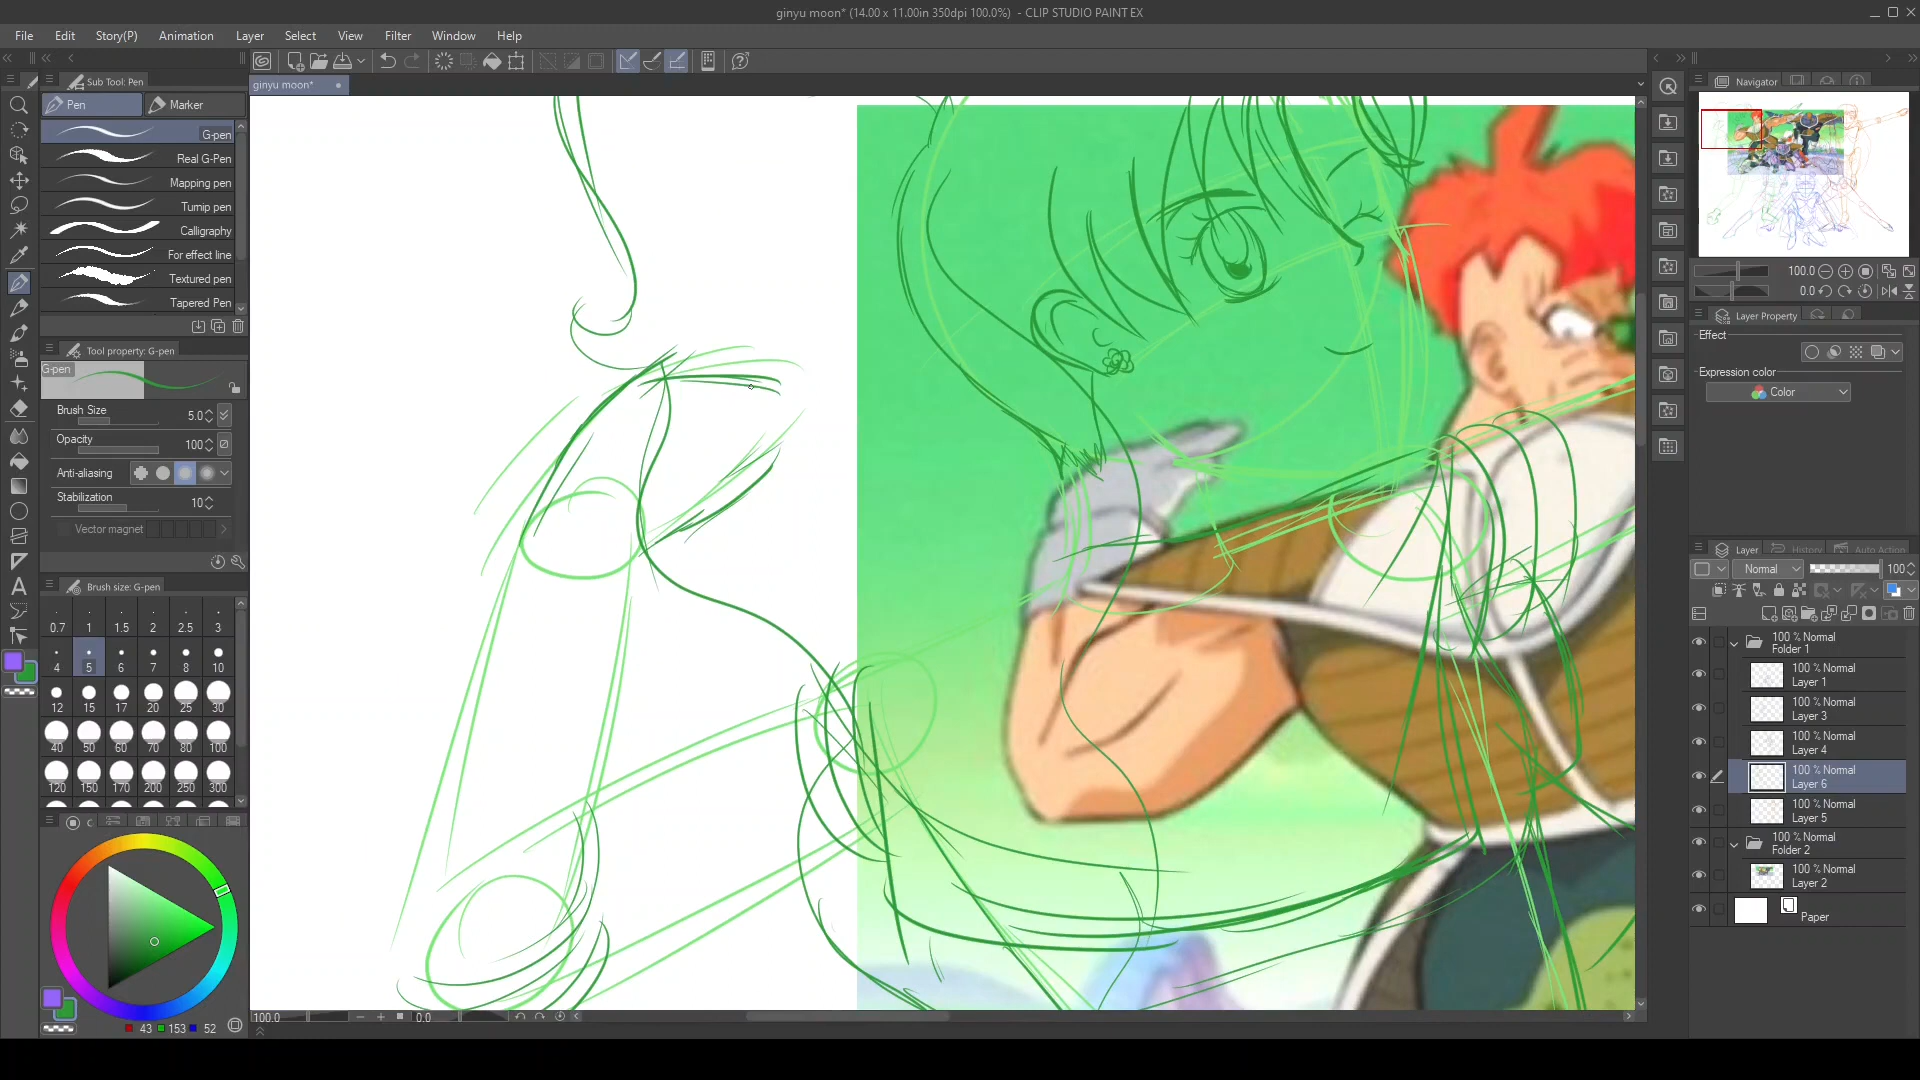 ginyu moon* (14.00 x 11.00in 350dpi 100.0%) - CLIP STUDIO PAINT EX
File Edit Story(P) Animation Layer Select View Filter Window Help
Sub Tool: Pen
ginyu moon*
Navigator
Pen Marker
G-pen
Real G-Pen
Mapping pen
Turnip pen
Calligraphy
For effect line
Textured pen
Tapered Pen
100.0
0.0
Layer Property
Effect
Expression color
Color
Tool property: G-pen
G-pen
Brush Size 5.0
Opacity 100
Anti-aliasing
Stabilization 10
Vector magnet
Brush size: G-pen
0.7 1 1.5 2 2.5 3
4 5 6 7 8 10
12 15 17 20 25 30
40 50 60 70 80 100
120 150 170 200 250 300
43 153 52
100.0 0.0
Layer History Auto Action
Normal 100
100 % Normal
Folder 1
100 % Normal
Layer 1
100 % Normal
Layer 3
100 % Normal
Layer 4
100 % Normal
Layer 6
100 % Normal
Layer 5
100 % Normal
Folder 2
100 % Normal
Layer 2
Paper